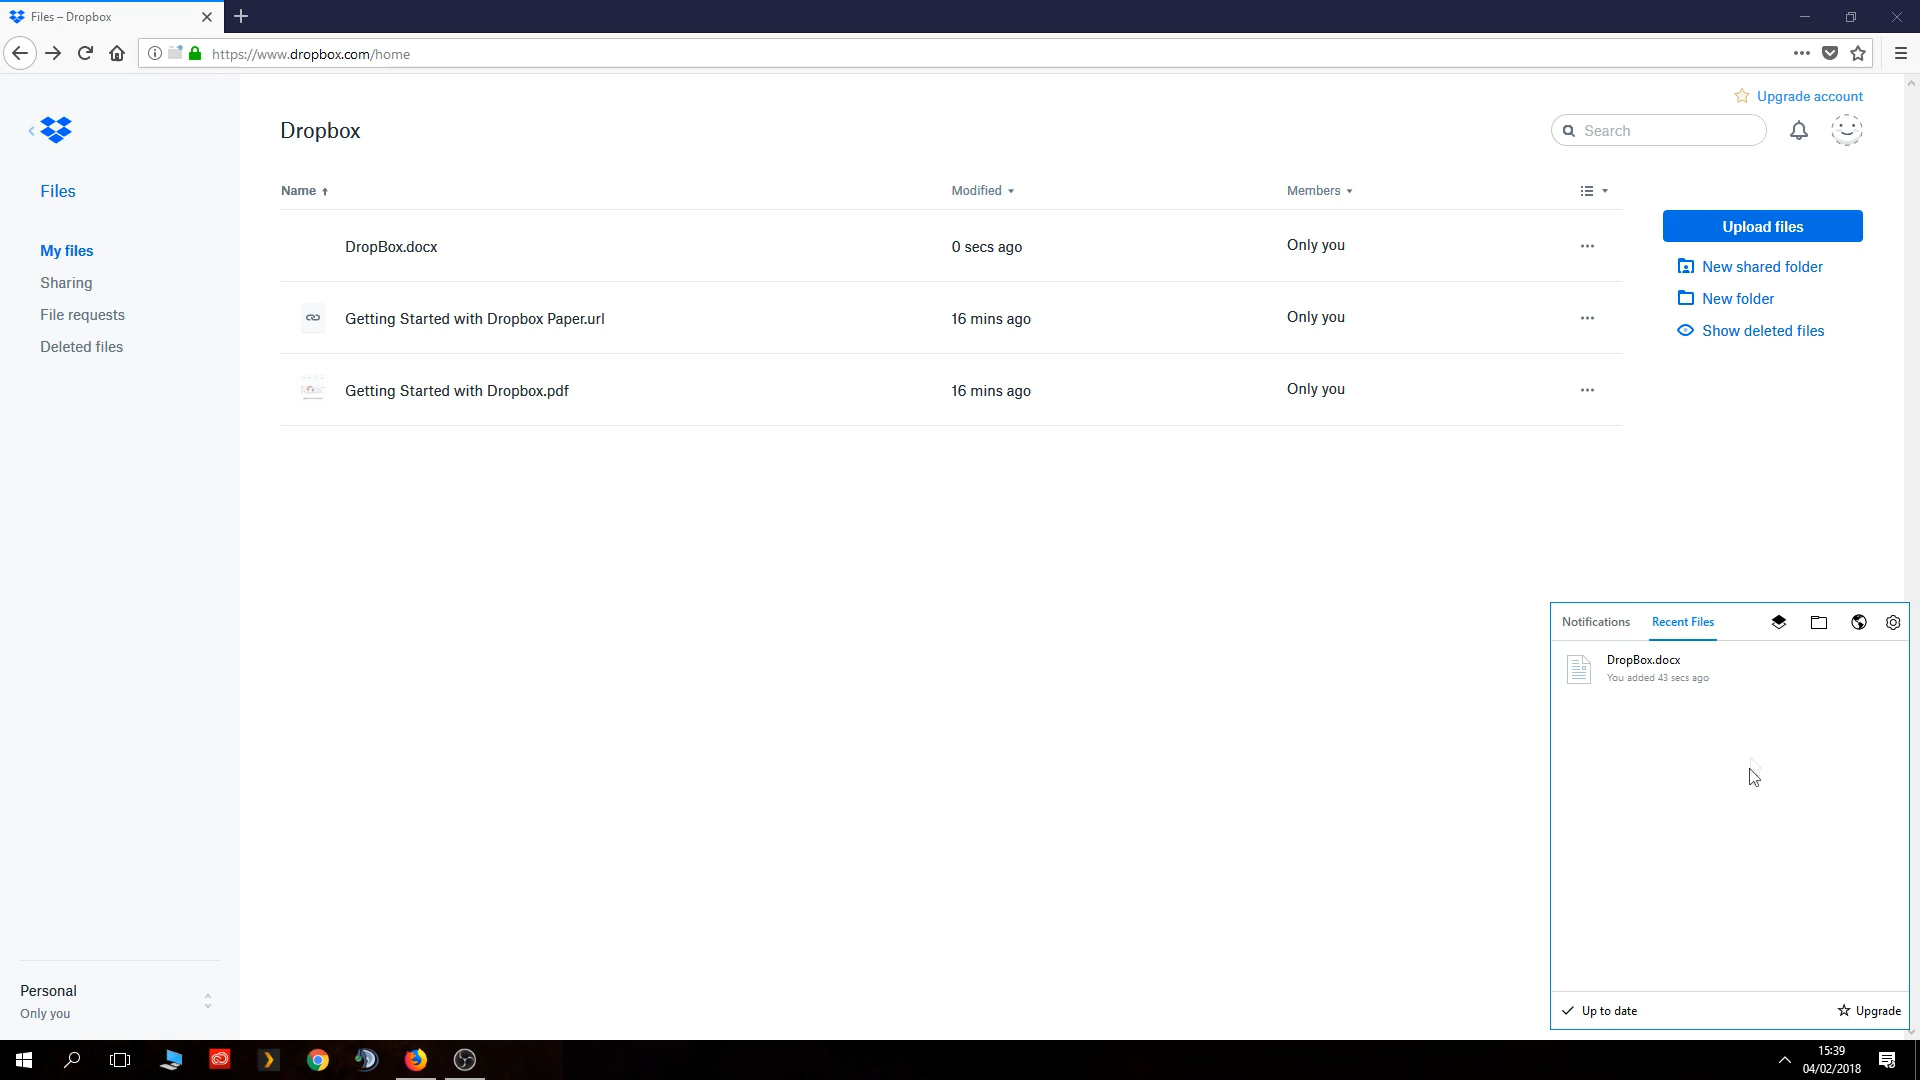 Files – Dropbox
https://www.dropbox.com/home
Upgrade account
Dropbox
Search
Files
Name
Modified
Members
Upload files
DropBox.docx
0 secs ago
Only you
My files
New shared folder
Sharing
New folder
File requests
Getting Started with Dropbox Paper.url
16 mins ago
Only you
Show deleted files
Deleted files
Getting Started with Dropbox.pdf
16 mins ago
Only you
Notifications
Recent Files
DropBox.docx
You added 43 secs ago
Personal
Only you
Up to date
Upgrade
15:39
04/02/2018